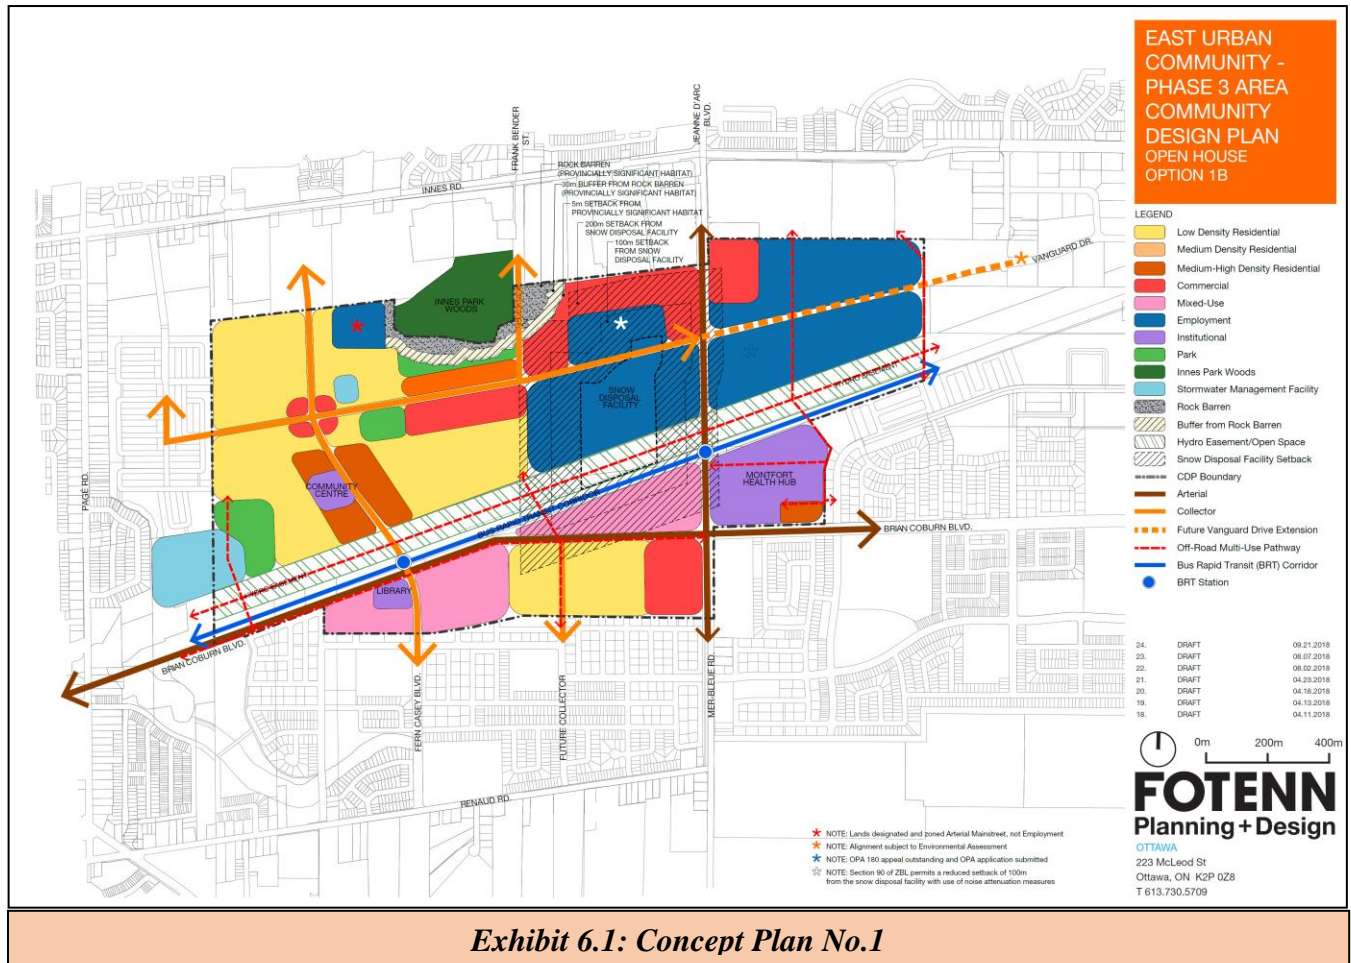 EAST URBAN
COMMUNITY -
PHASE 3 AREA
COMMUNITY
DESIGN PLAN
OPEN HOUSE
OPTION 1B
LEGEND
Low Density Residential
Medium Density Residential
Medium-High Density Residential
Commercial
Mixed-Use
Employment
Institutional
Park
Innes Park Woods
Stormwater Management Facility
Rock Barren
Buffer from Rock Barren
Hydro Easement/Open Space
Snow Disposal Facility Setback
CDP Boundary
Arterial
Collector
Future Vanguard Drive Extension
Off-Road Multi-Use Pathway
Bus Rapid Transit (BRT) Corridor
BRT Station
FRANK BENDER
ST.
JEANNE D'ARC
BLVD.
INNES RD.
ROCK BARREN
(PROVINCIALLY SIGNIFICANT HABITAT)
30m BUFFER FROM ROCK BARREN
(PROVINCIALLY SIGNIFICANT HABITAT)
5m SETBACK FROM
PROVINCIALLY SIGNIFICANT HABITAT
200m SETBACK FROM
SNOW DISPOSAL FACILITY
100m SETBACK
FROM SNOW
DISPOSAL FACILITY
VANGUARD DR.
INNES PARK
WOODS
SNOW
DISPOSAL
FACILITY
HYDRO EASEMENT
PAGE RD.
COMMUNITY
CENTRE
MONTFORT
HEALTH HUB
BUS RAPID TRANSIT CORRIDOR
BRIAN COBURN BLVD.
HYDRO EASEMENT
LIBRARY
BRIAN COBURN BLVD.
FERN CASEY BLVD.
FUTURE COLLECTOR
MER-BLEUE RD.
RENAUD RD.
24. DRAFT 09.21.2018
23. DRAFT 08.07.2018
22. DRAFT 08.02.2018
21. DRAFT 04.23.2018
20. DRAFT 04.18.2018
19. DRAFT 04.13.2018
18. DRAFT 04.11.2018
0m 200m 400m
FOTENN
Planning + Design
OTTAWA
223 McLeod St
Ottawa, ON K2P 0Z8
T 613.730.5709
NOTE: Lands designated and zoned Arterial Mainstreet, not Employment
NOTE: Alignment subject to Environmental Assessment
NOTE: OPA 180 appeal outstanding and OPA application submitted
NOTE: Section 90 of ZBL permits a reduced setback of 100m
from the snow disposal facility with use of noise attenuation measures
Exhibit 6.1: Concept Plan No.1